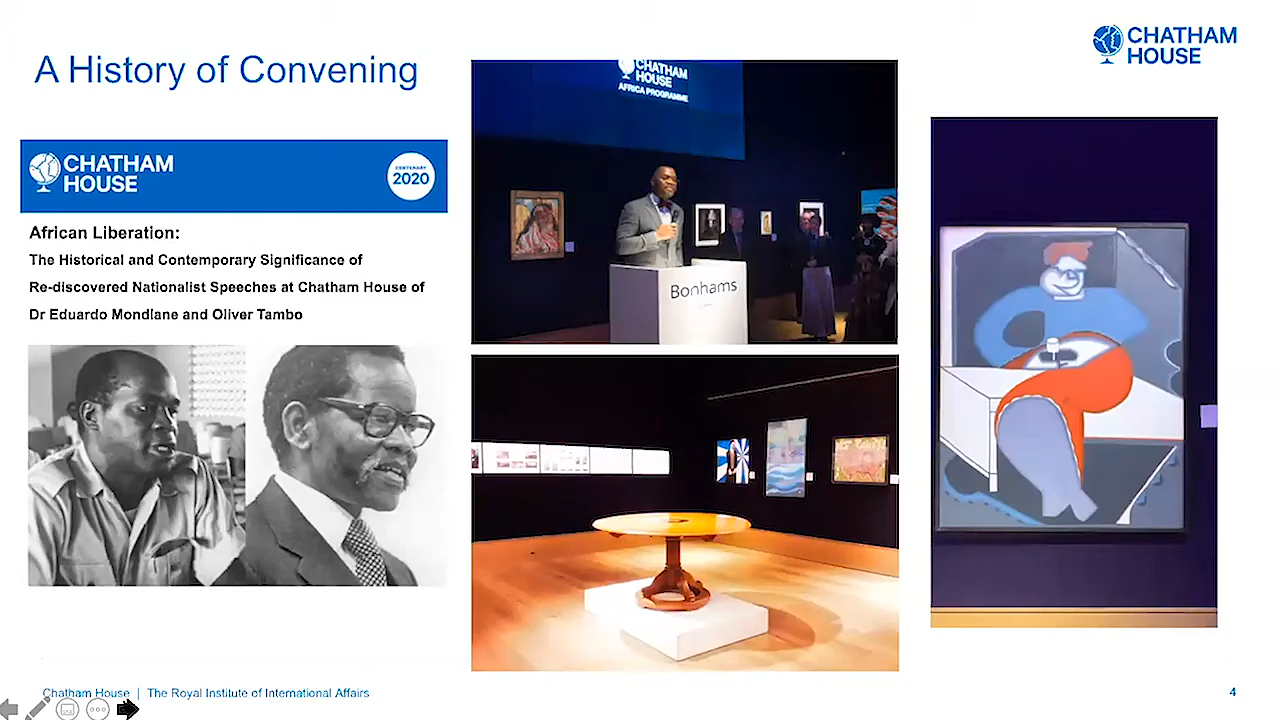 A History of Convening
CHATHAM
HOUSE
CHATHAM
HOUSE
CENTENARY
2020
African Liberation:
The Historical and Contemporary Significance of
Re-discovered Nationalist Speeches at Chatham House of
Dr Eduardo Mondlane and Oliver Tambo
CHATHAM
HOUSE
AFRICA PROGRAMME
Bonhams
Chatham House | The Royal Institute of International Affairs
4